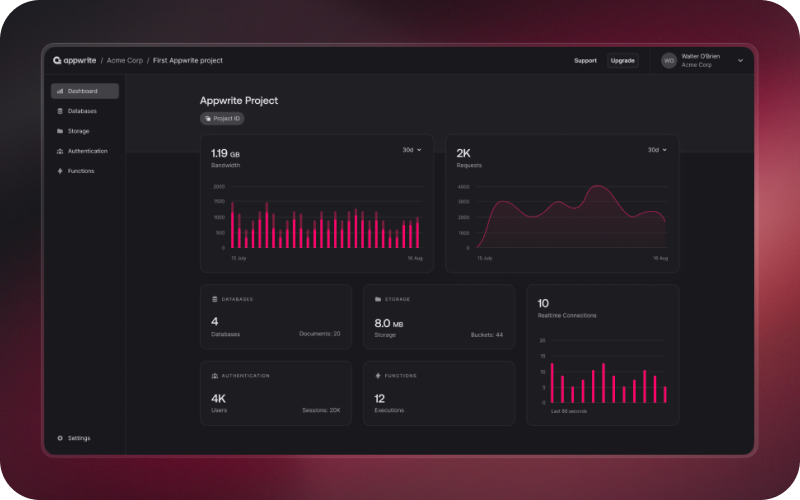 appwrite / Acme Corp / First Appwrite project
Support
Upgrade
WO
Walter O'Brien
Acme Corp
Dashboard
Databases
Storage
Authentication
Functions
Settings
Appwrite Project
Project ID
1.19 GB
Bandwidth
30d
2000
1500
1000
500
0
15 July
16 Aug
2K
Requests
30d
4000
3000
2000
1000
0
15 July
16 Aug
DATABASES
4
Databases
Documents: 20
STORAGE
8.0 MB
Storage
Buckets: 44
10
Realtime Connections
20
15
10
5
0
Last 60 seconds
AUTHENTICATION
4K
Users
Sessions: 20K
FUNCTIONS
12
Executions